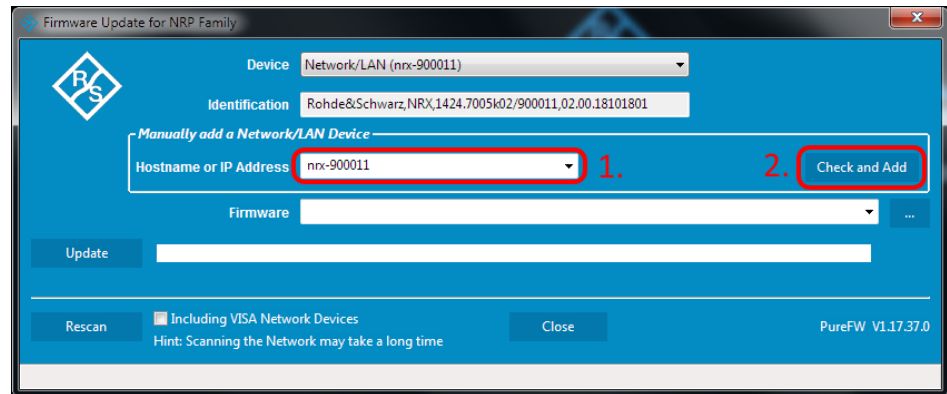 Firmware Update for NRP Family
R S
Device Network/LAN (nrx-900011)
Identification Rohde&Schwarz,NRX,1424.7005k02/900011,02.00.18101801
Manually add a Network/LAN Device
Hostname or IP Address nrx-900011 1. 2. Check and Add
Firmware ...
Update
Rescan Including VISA Network Devices Close PureFW V1.17.37.0
Hint: Scanning the Network may take a long time